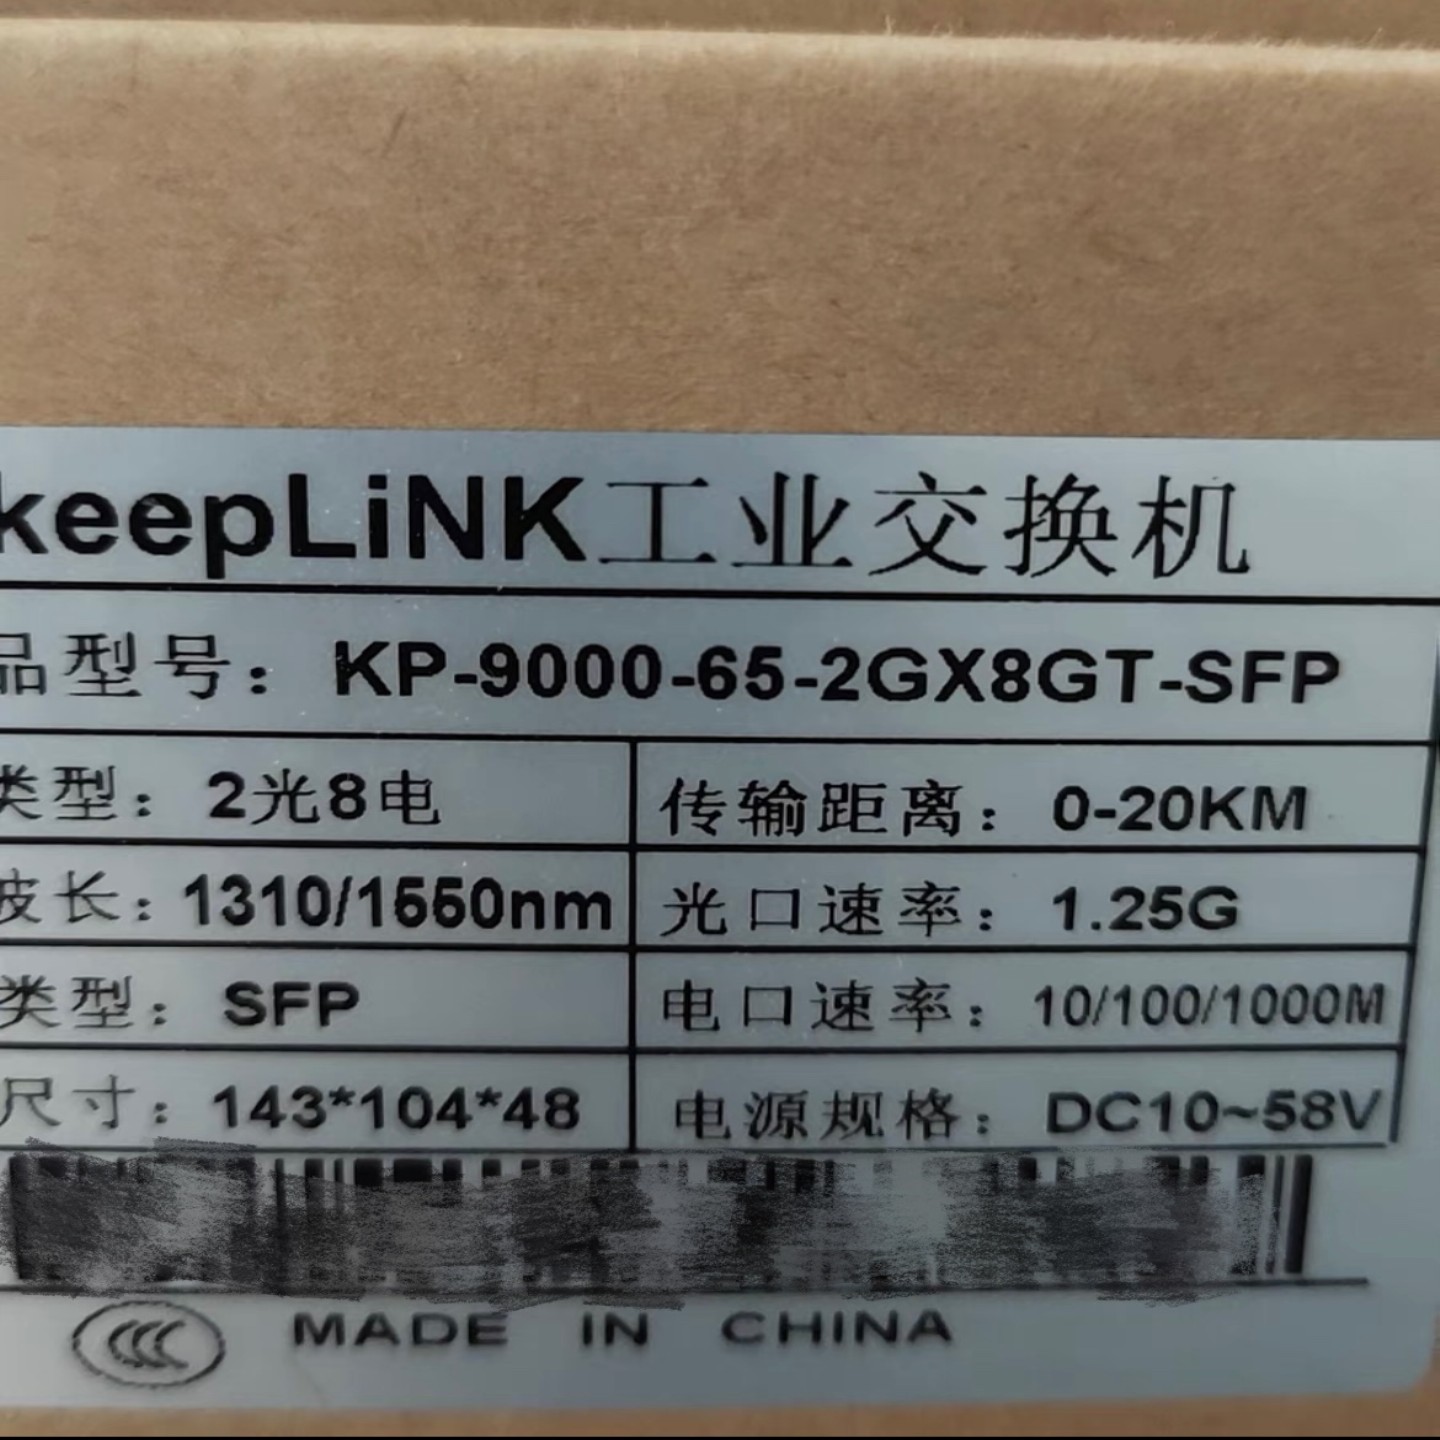 keepLiNK工业交换机
品型号：KP-9000-65-2GX8GT-SFP
类型：2光8电 传输距离：0-20KM
波长：1310/1550nm 光口速率：1.25G
类型：SFP 电口速率：10/100/1000M
尺寸：143*104*48 电源规格：DC10~58V
CCC MADE IN CHINA